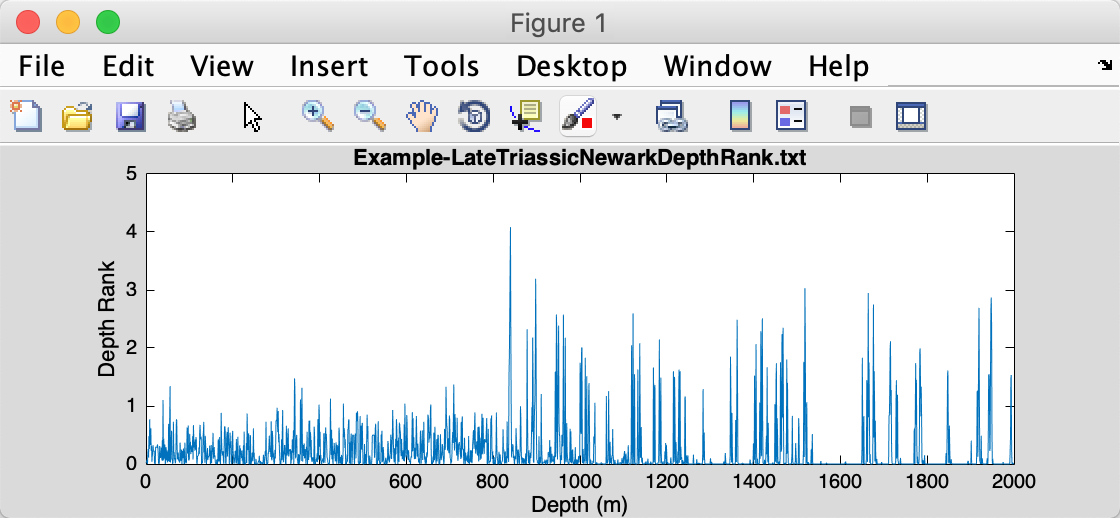 Figure 1
File Edit View Insert Tools Desktop Window Help
Example-LateTriassicNewarkDepthRank.txt
5
4
3
2
1
0
Depth Rank
0 200 400 600 800 1000 1200 1400 1600 1800 2000
Depth (m)